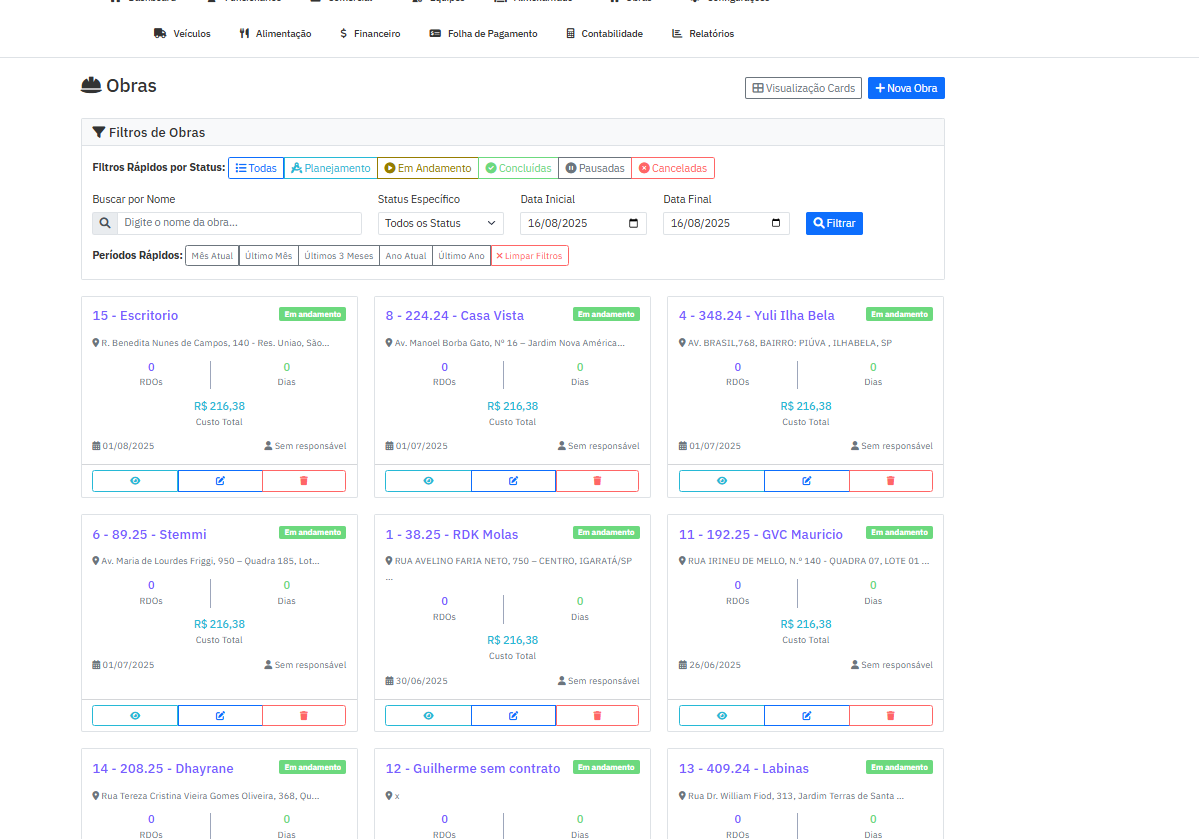 Dashboard Funcionários Comercial Equipes Almoxarifado Obras Configurações
Veículos Alimentação Financeiro Folha de Pagamento Contabilidade Relatórios
Obras
Visualização Cards Nova Obra
Filtros de Obras
Filtros Rápidos por Status: Todas Planejamento Em Andamento Concluídas Pausadas Canceladas
Buscar por Nome Status Específico Data Inicial Data Final
Digite o nome da obra... Todos os Status 16/08/2025 16/08/2025 Filtrar
Períodos Rápidos: Mês Atual Último Mês Últimos 3 Meses Ano Atual Último Ano Limpar Filtros
15 - Escritorio Em andamento
R. Benedita Nunes de Campos, 140 - Res. Uniao, São...
0 0
RDOs Dias
R$ 216,38
Custo Total
01/08/2025 Sem responsável
8 - 224.24 - Casa Vista Em andamento
Av. Manoel Borba Gato, Nº 16 – Jardim Nova América...
0 0
RDOs Dias
R$ 216,38
Custo Total
01/07/2025 Sem responsável
4 - 348.24 - Yuli Ilha Bela Em andamento
AV. BRASIL,768, BAIRRO: PIÚVA , ILHABELA, SP
0 0
RDOs Dias
R$ 216,38
Custo Total
01/07/2025 Sem responsável
6 - 89.25 - Stemmi Em andamento
Av. Maria de Lourdes Friggi, 950 – Quadra 185, Lot...
0 0
RDOs Dias
R$ 216,38
Custo Total
01/07/2025 Sem responsável
1 - 38.25 - RDK Molas Em andamento
RUA AVELINO FARIA NETO, 750 – CENTRO, IGARATÁ/SP
...
0 0
RDOs Dias
R$ 216,38
Custo Total
30/06/2025 Sem responsável
11 - 192.25 - GVC Mauricio Em andamento
RUA IRINEU DE MELLO, N.º 140 - QUADRA 07, LOTE 01 ...
0 0
RDOs Dias
R$ 216,38
Custo Total
26/06/2025 Sem responsável
14 - 208.25 - Dhayrane Em andamento
Rua Tereza Cristina Vieira Gomes Oliveira, 368, Qu...
0 0
RDOs Dias
12 - Guilherme sem contrato Em andamento
x
0 0
RDOs Dias
13 - 409.24 - Labinas Em andamento
Rua Dr. William Fiod, 313, Jardim Terras de Santa ...
0 0
RDOs Dias